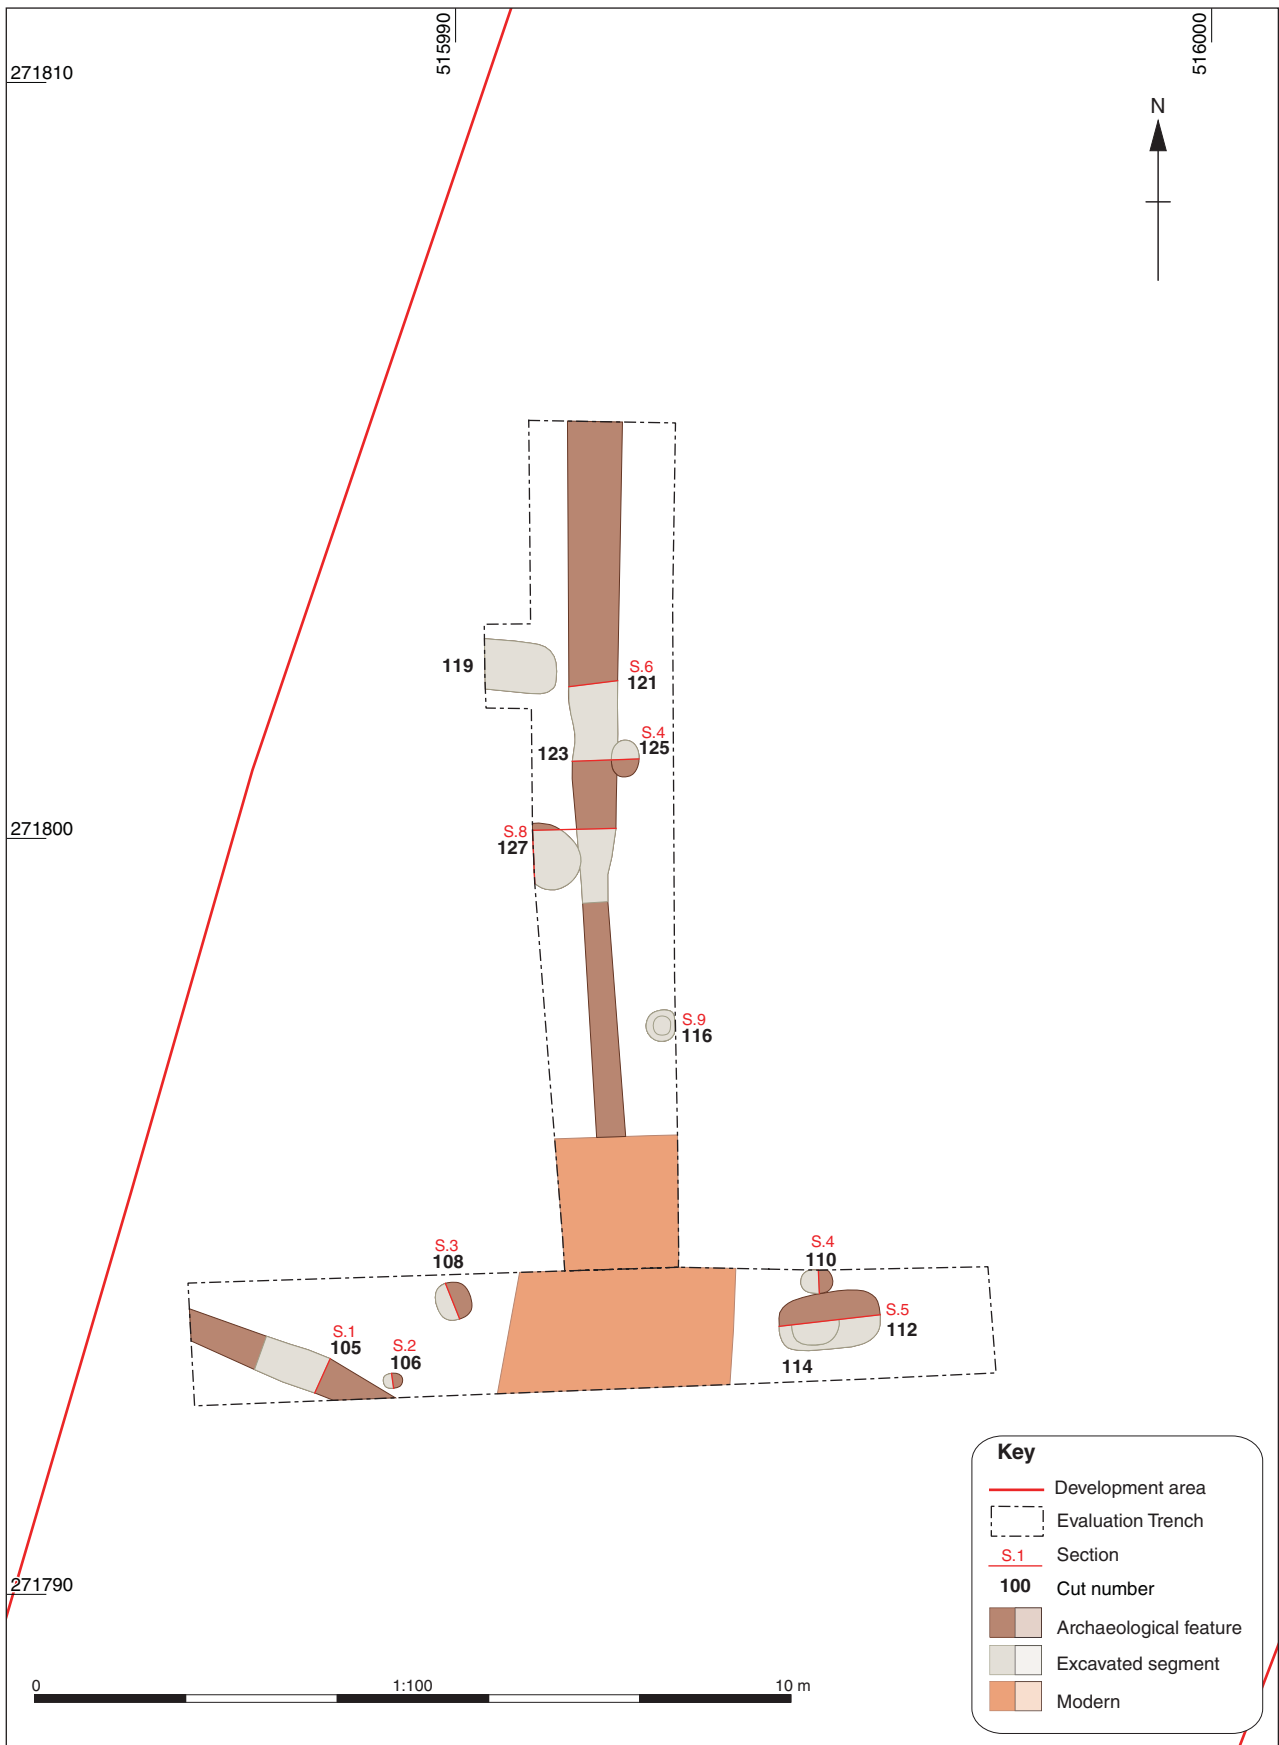 515990
516000
271810
N
119
S.6
121
S.4
125
123
271800
S.8
127
S.9
116
S.3
108
S.4
110
S.5
112
S.1
105
S.2
106
114
Key
Development area
Evaluation Trench
S.1 Section
100 Cut number
Archaeological feature
Excavated segment
Modern
271790
0 1:100 10 m